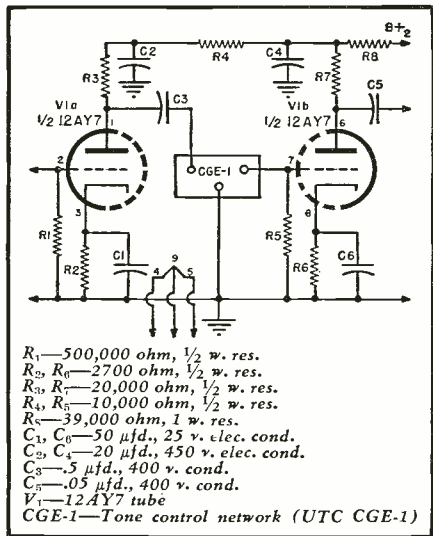 B+₂
C2
R4
C4
R8
R3
R7
C5
V1a
½ 12AY7
C3
V1b
½ 12AY7
1
6
CGE-1
2
7
3
8
R1
R2
C1
9
4
5
R5
R6
C6
R₁—500,000 ohm, ½ w. res.
R₂, R₆—2700 ohm, ½ w. res.
R₃, R₇—20,000 ohm, ½ w. res.
R₄, R₅—10,000 ohm, ½ w. res.
R₈—39,000 ohm, 1 w. res.
C₁, C₆—50 µfd., 25 v. elec. cond.
C₂, C₄—20 µfd., 450 v. elec. cond.
C₃—.5 µfd., 400 v. cond.
C₅—.05 µfd., 400 v. cond.
V₁—12AY7 tube
CGE-1—Tone control network (UTC CGE-1)